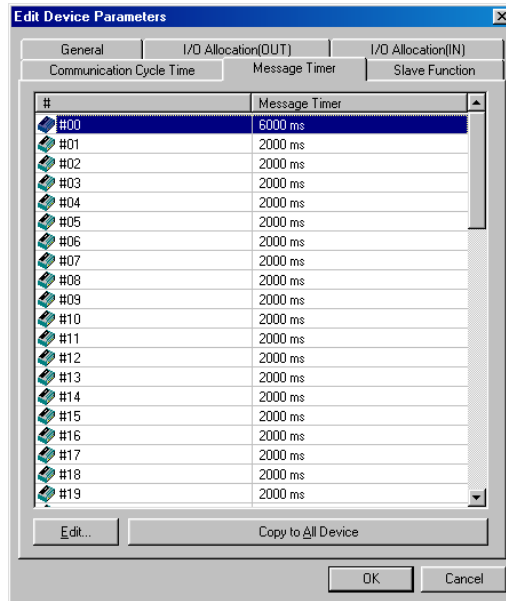 Edit Device Parameters
General I/O Allocation(OUT) I/O Allocation(IN)
Communication Cycle Time Message Timer Slave Function
# Message Timer
#00 6000 ms
#01 2000 ms
#02 2000 ms
#03 2000 ms
#04 2000 ms
#05 2000 ms
#06 2000 ms
#07 2000 ms
#08 2000 ms
#09 2000 ms
#10 2000 ms
#11 2000 ms
#12 2000 ms
#13 2000 ms
#14 2000 ms
#15 2000 ms
#16 2000 ms
#17 2000 ms
#18 2000 ms
#19 2000 ms
Edit... Copy to All Device
OK Cancel